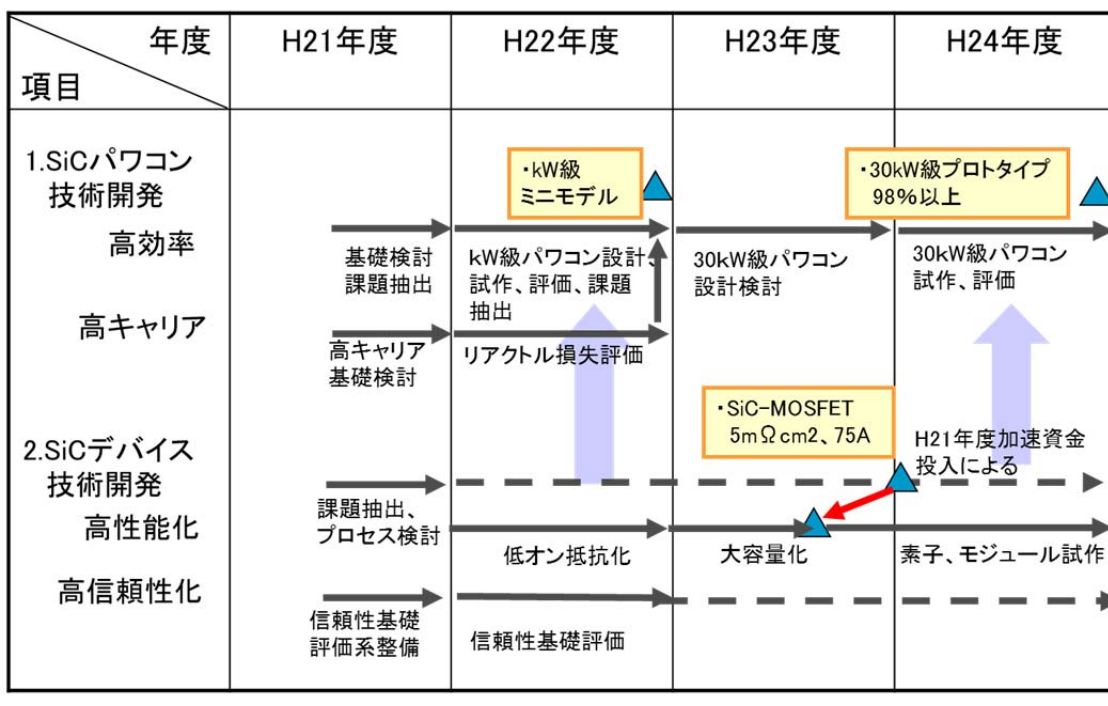 年度
項目
H21年度
H22年度
H23年度
H24年度
1.SiCパワコン
技術開発
高効率
高キャリア
・kW級
ミニモデル
・30kW級プロトタイプ
98%以上
基礎検討
課題抽出
kW級パワコン設計、
試作、評価、課題
抽出
30kW級パワコン
設計検討
30kW級パワコン
試作、評価
高キャリア
基礎検討
リアクトル損失評価
2.SiCデバイス
技術開発
高性能化
高信頼性化
・SiC-MOSFET
5mΩcm2、75A
H21年度加速資金
投入による
課題抽出、
プロセス検討
低オン抵抗化
大容量化
素子、モジュール試作
信頼性基礎
評価系整備
信頼性基礎評価